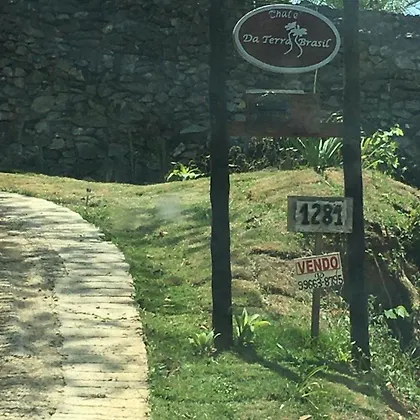 Chalé
Da Terra Brasil
1281
VENDO